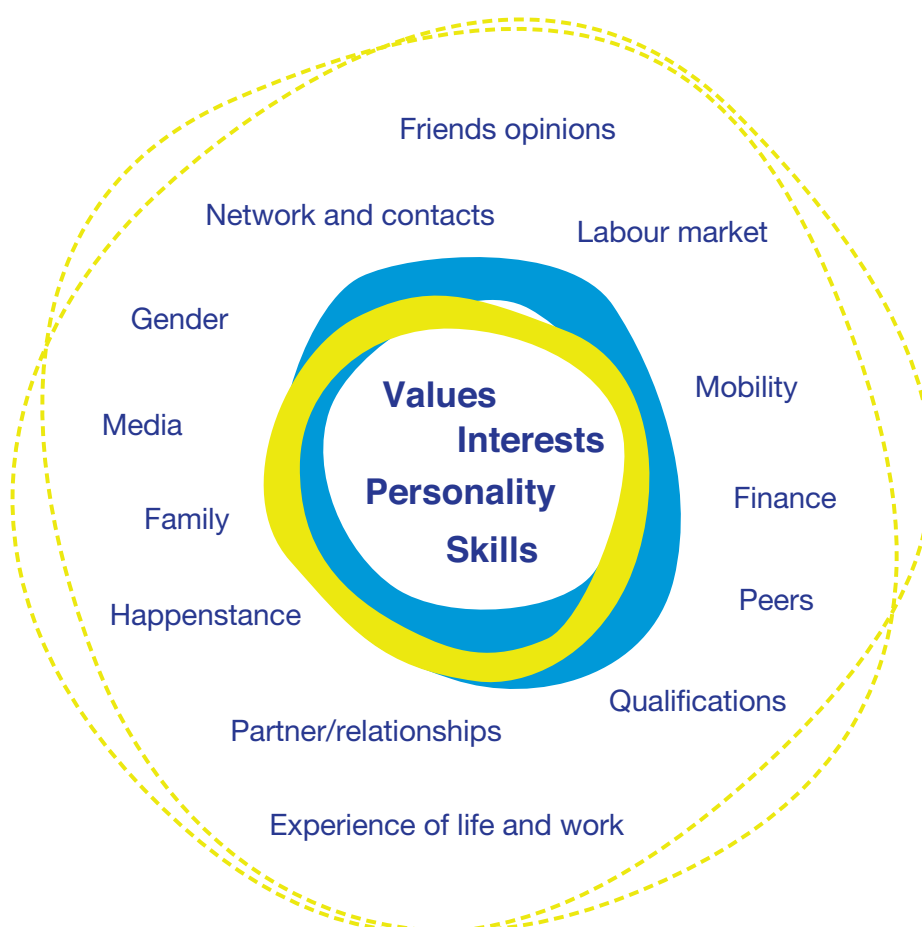 Friends opinions
Network and contacts
Labour market
Gender
Mobility
Values
Media
Interests
Personality
Finance
Family
Skills
Peers
Happenstance
Qualifications
Partner/relationships
Experience of life and work